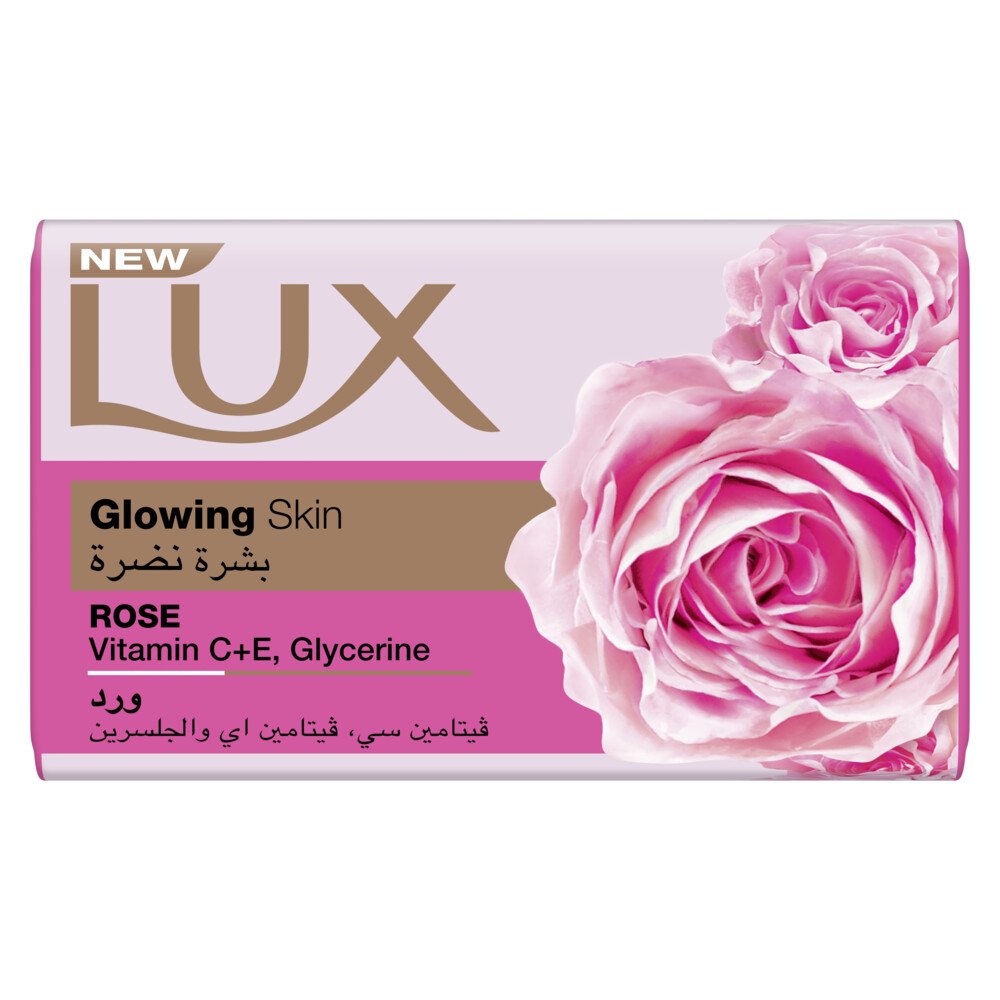 NEW
LUX
Glowing Skin
بشرة نضرة
ROSE
Vitamin C+E, Glycerine
ورد
ڤيتامين سي، ڤيتامين اي والجلسرين